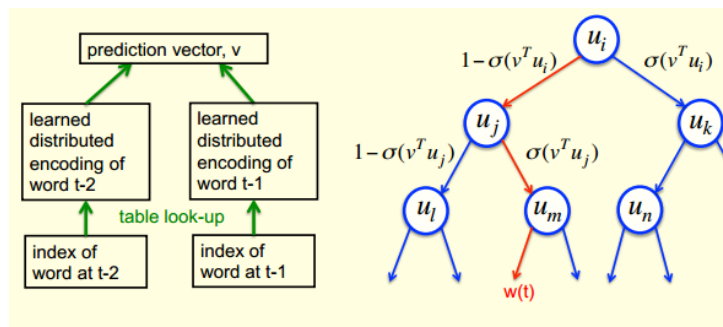 prediction vector, v
learned
distributed
encoding of
word t-2
learned
distributed
encoding of
word t-1
table look-up
index of
word at t-2
index of
word at t-1
u_i
1−σ(v^T u_i)
σ(v^T u_i)
u_j
u_k
1−σ(v^T u_j)
σ(v^T u_j)
u_l
u_m
u_n
w(t)